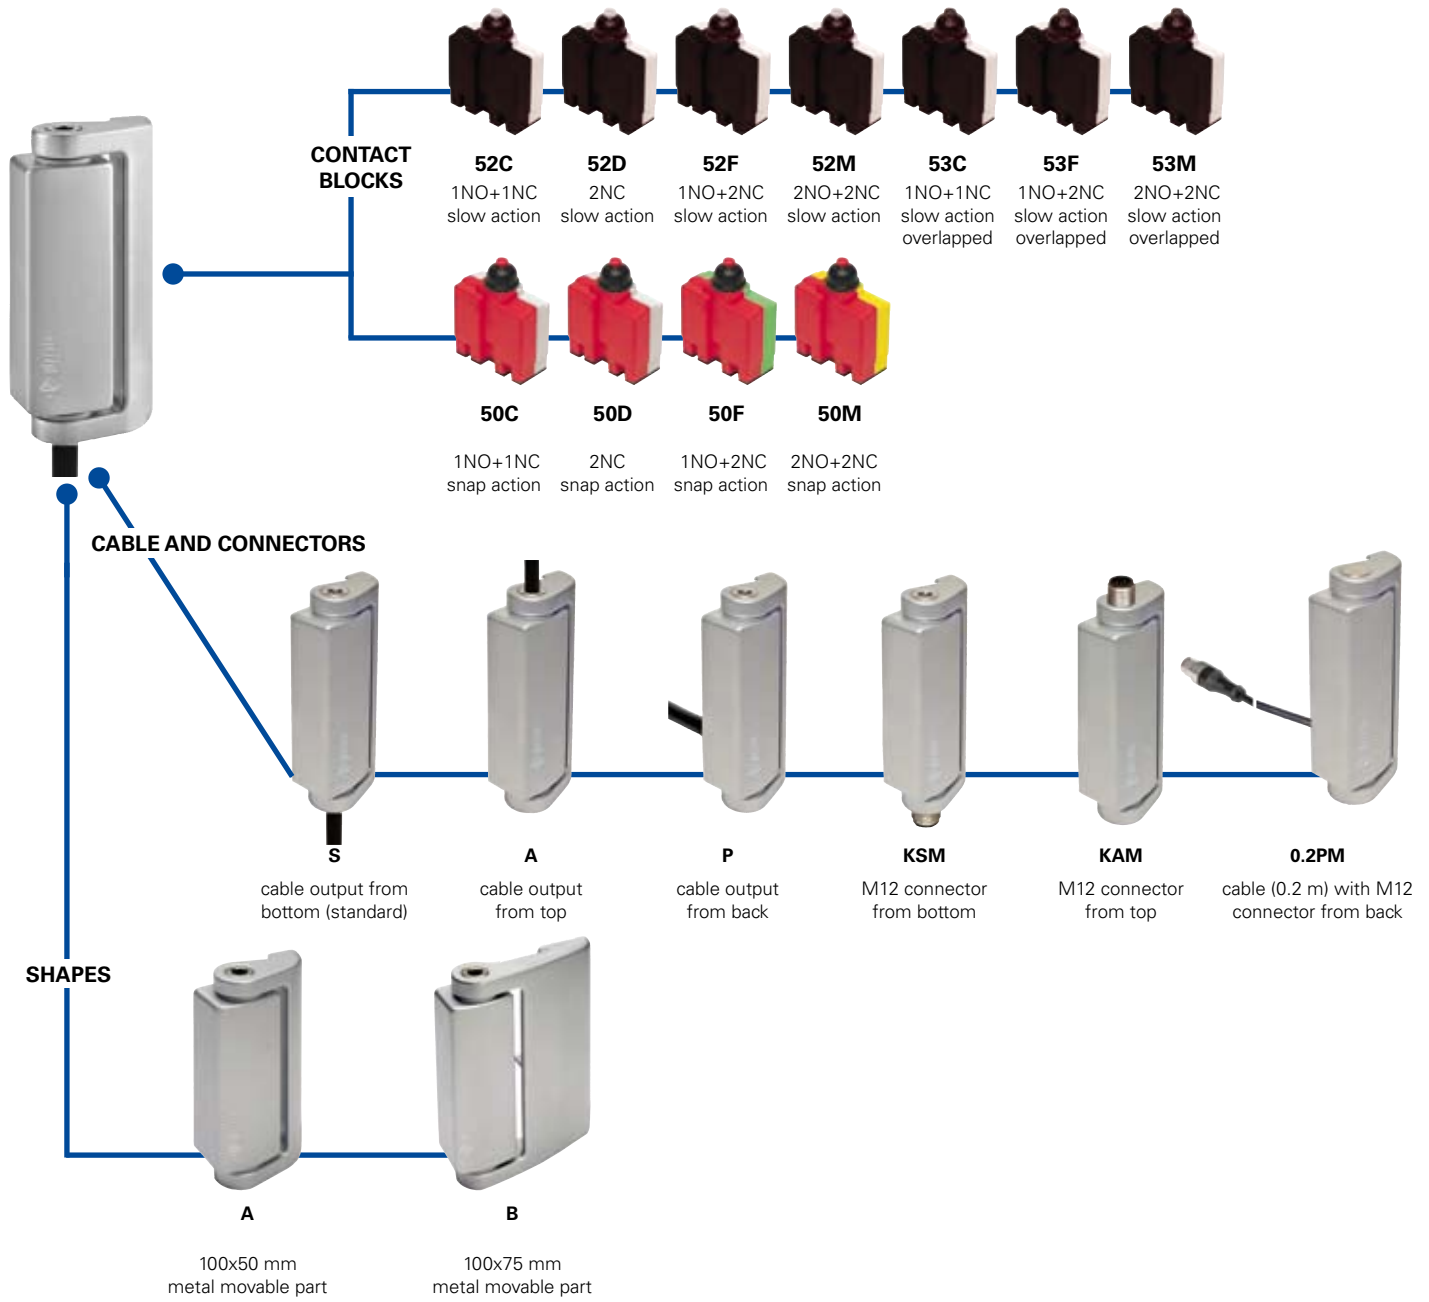 CONTACT
BLOCKS
52C
1NO+1NC
slow action
52D
2NC
slow action
52F
1NO+2NC
slow action
52M
2NO+2NC
slow action
53C
1NO+1NC
slow action
overlapped
53F
1NO+2NC
slow action
overlapped
53M
2NO+2NC
slow action
overlapped
50C
1NO+1NC
snap action
50D
2NC
snap action
50F
1NO+2NC
snap action
50M
2NO+2NC
snap action
CABLE AND CONNECTORS
S
cable output from
bottom (standard)
A
cable output
from top
P
cable output
from back
KSM
M12 connector
from bottom
KAM
M12 connector
from top
0.2PM
cable (0.2 m) with M12
connector from back
SHAPES
A
100x50 mm
metal movable part
B
100x75 mm
metal movable part